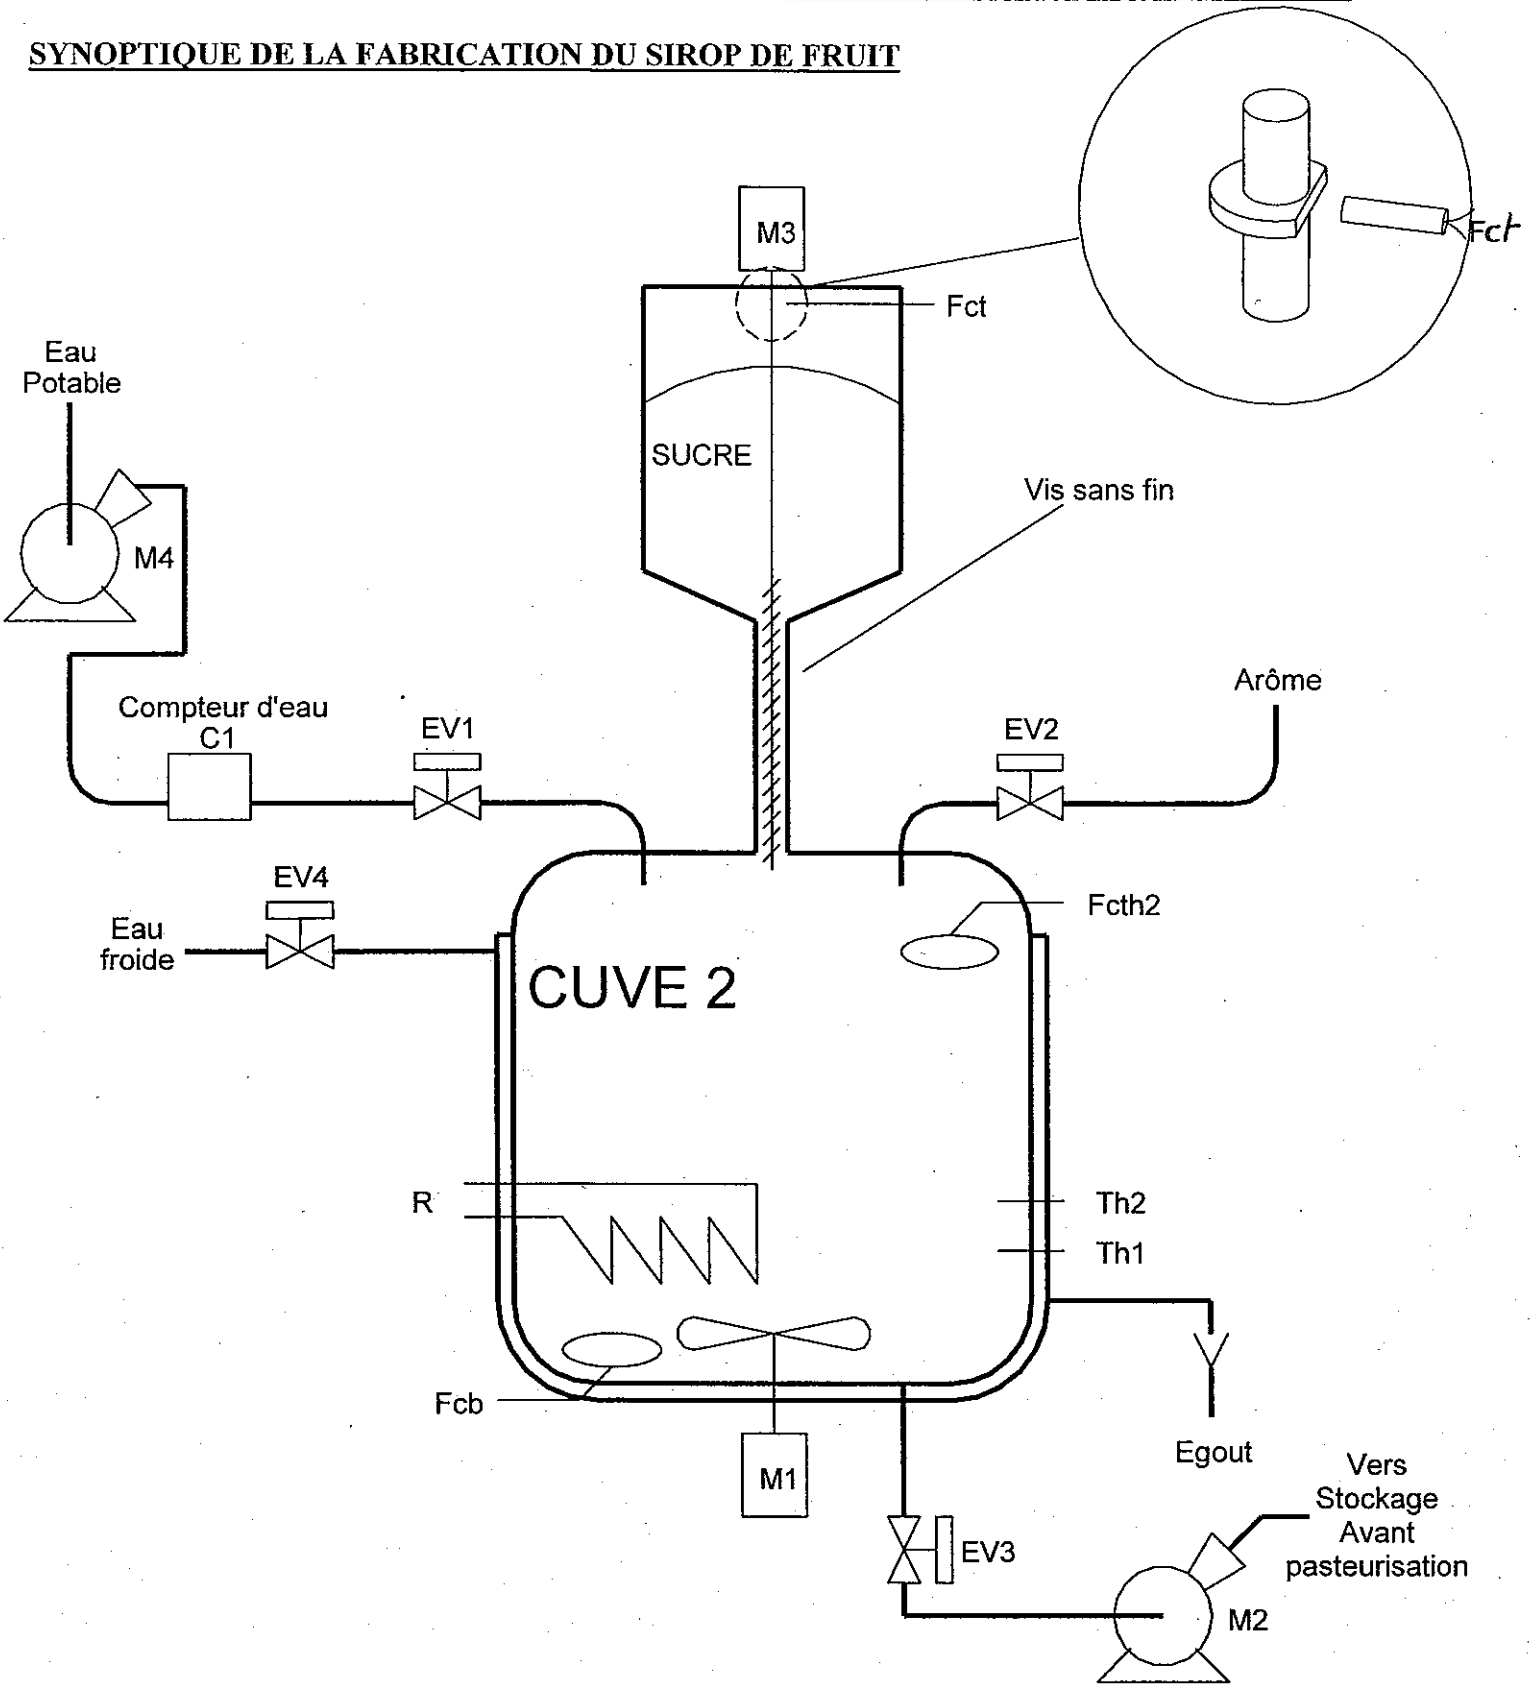 SYNOPTIQUE DE LA FABRICATION DU SIROP DE FRUIT
M3
Fct
Fct
Eau
Potable
SUCRE
Vis sans fin
M4
Arôme
Compteur d'eau
C1
EV1
EV2
EV4
Fcth2
Eau
froide
CUVE 2
R
Th2
Th1
Fcb
Egout
M1
Vers
Stockage
Avant
pasteurisation
EV3
M2